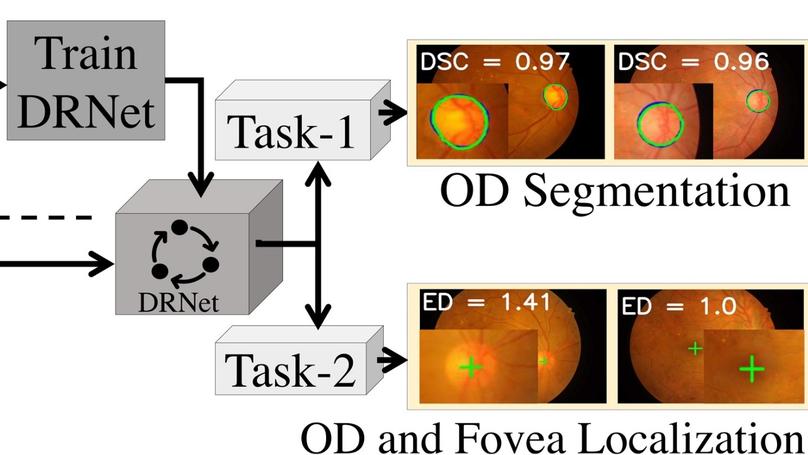 Train
DRNet
DRNet
Task-1
DSC = 0.97
DSC = 0.96
OD Segmentation
Task-2
ED = 1.41
ED = 1.0
OD and Fovea Localization